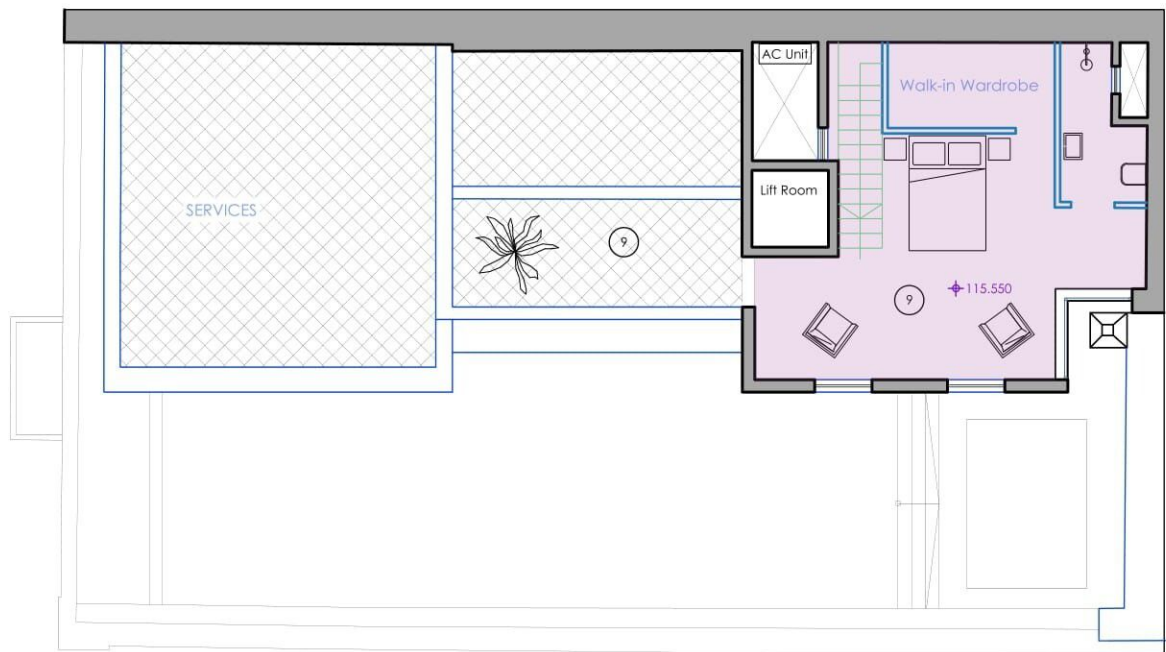 AC Unit
Walk-in Wardrobe
Lift Room
SERVICES
9
115.550
9